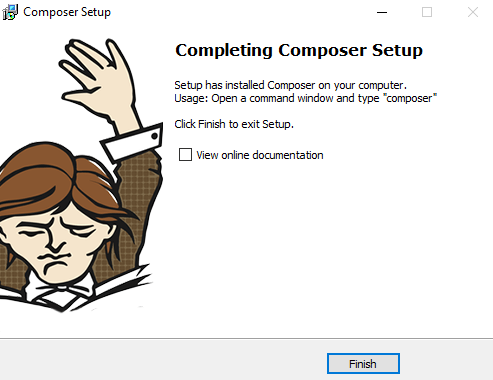 Composer Setup
Completing Composer Setup
Setup has installed Composer on your computer.
Usage: Open a command window and type "composer"
Click Finish to exit Setup.
View online documentation
Finish